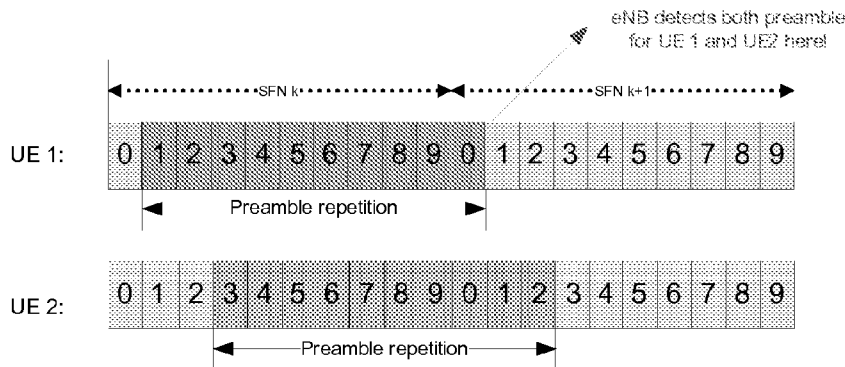 eNB detects both preamble
for UE 1 and UE2 here!
SFN k
SFN k+1
UE 1:
0 1 2 3 4 5 6 7 8 9 0 1 2 3 4 5 6 7 8 9
Preamble repetition
UE 2:
0 1 2 3 4 5 6 7 8 9 0 1 2 3 4 5 6 7 8 9
Preamble repetition